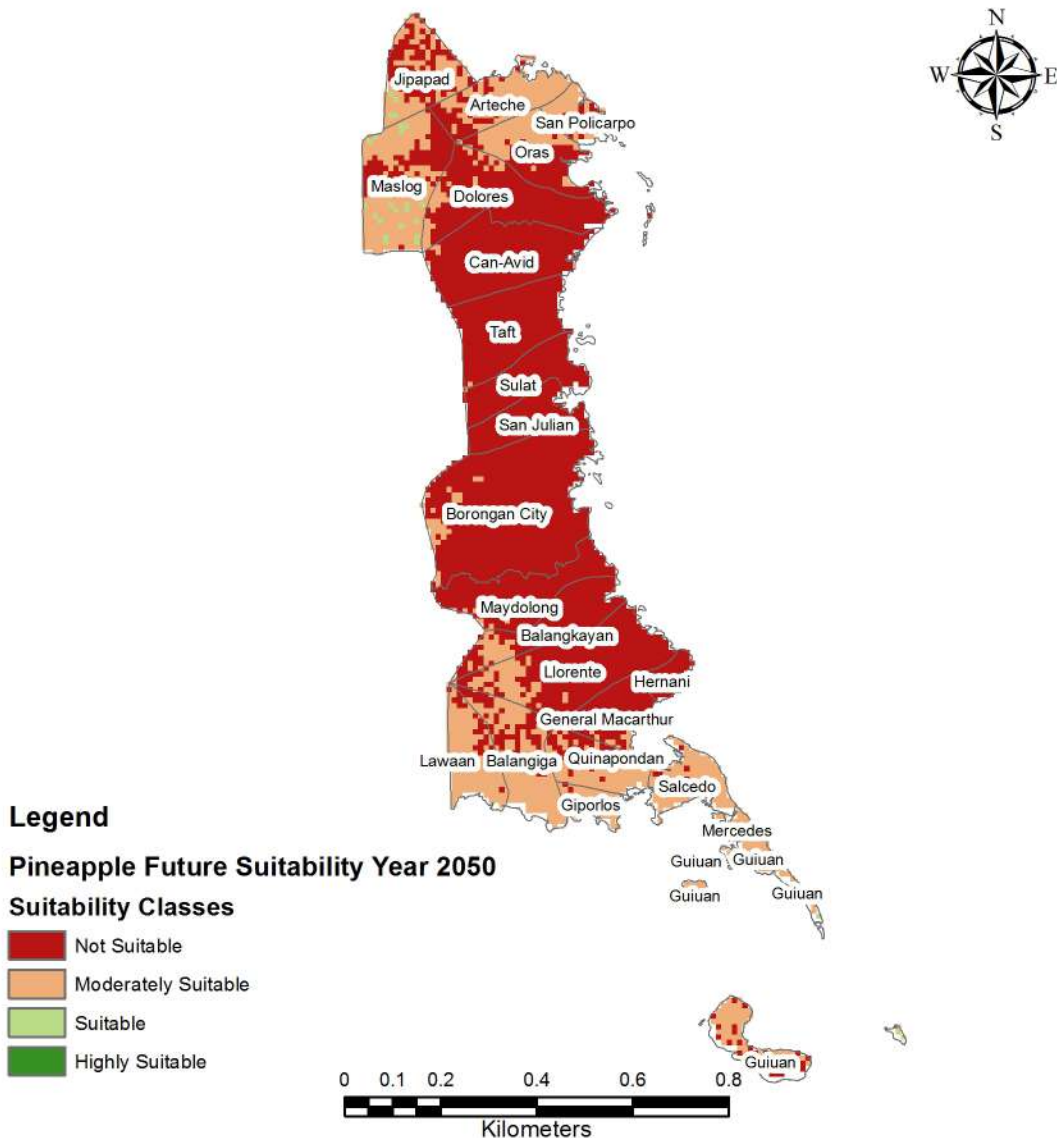 N
W E
S
Jipapad
Arteche
San Policarpo
Oras
Maslog
Dolores
Can-Avid
Taft
Sulat
San Julian
Borongan City
Maydolong
Balangkayan
Llorente
Hernani
General Macarthur
Lawaan Balangiga Quinapondan
Salcedo
Giporlos
Mercedes
Guiuan Guiuan
Guiuan Guiuan
Guiuan
Legend
Pineapple Future Suitability Year 2050
Suitability Classes
Not Suitable
Moderately Suitable
Suitable
Highly Suitable
0 0.1 0.2 0.4 0.6 0.8
Kilometers